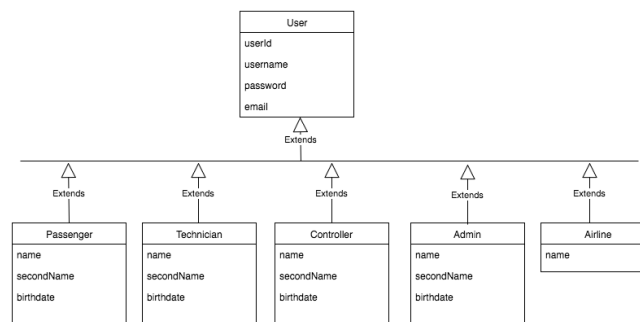 User
userId
username
password
email
Extends
Extends
Extends
Extends
Extends
Extends
Passenger
name
secondName
birthdate
Technician
name
secondName
birthdate
Controller
name
secondName
birthdate
Admin
name
secondName
birthdate
Airline
name